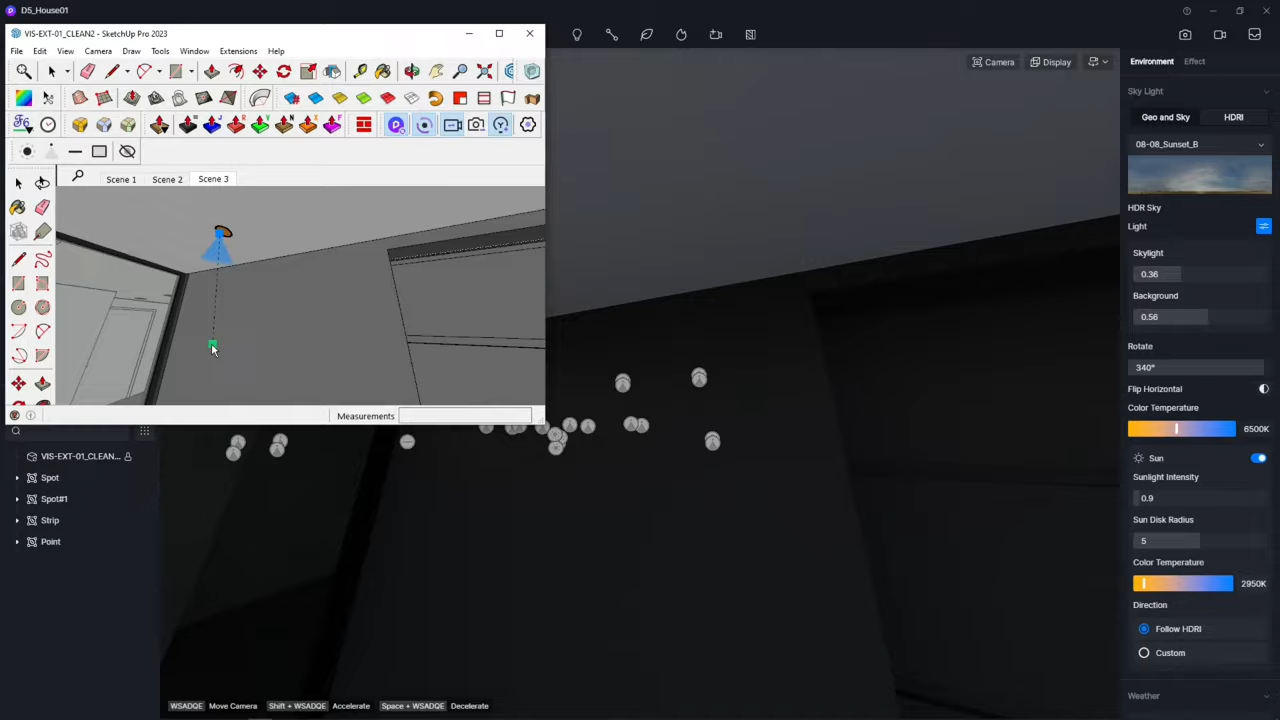 D5_House01
VIS-EXT-01_CLEAN2 - SketchUp Pro 2023
File Edit View Camera Draw Tools Window Extensions Help
Scene 1 Scene 2 Scene 3
Measurements
VIS-EXT-01_CLEAN...
Spot
Spot#1
Strip
Point
WSADQE Move Camera Shift + WSADQE Accelerate Space + WSADQE Decelerate
Camera Display
Environment Effect
Sky Light
Geo and Sky HDRI
08-08_Sunset_B
HDR Sky
Light
Skylight
0.36
Background
0.56
Rotate
340°
Flip Horizontal
Color Temperature
6500K
Sun
Sunlight Intensity
0.9
Sun Disk Radius
5
Color Temperature
2950K
Direction
Follow HDRI
Custom
Weather